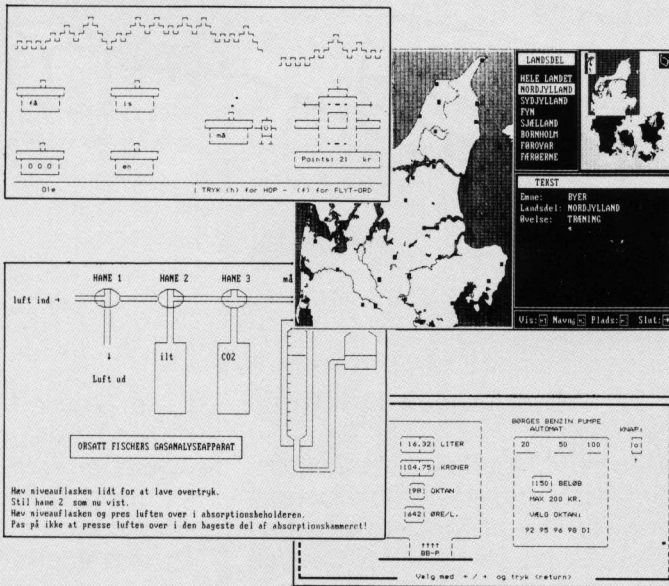 få
is
må
0.0.0
en
Points: 21 kr
Ole
TRYK (h) for HOP - (f) for FLYT-ORD
LANDSDEL
HELE LANDET
NORDJYLLAND
SYDJYLLAND
FYN
SJÆLLAND
BORNHOLM
FØROYAR
FÆRØERNE
TEKST
Emne: BYER
Landsdel: NORDJYLLAND
Øvelse: TRÆNING
Vis: Navng Plads: Slut:
HANE 1 HANE 2 HANE 3 må
luft ind →
Luft ud
ilt
CO2
ORSATT FISCHERS GASANALYSEAPPARAT
Hæv niveauflasken lidt for at lave overtryk.
Stil hane 2 som nu vist.
Hæv niveauflasken og pres luften over i absorptionsbeholderen.
Pas på ikke at presse luften over i den bageste del af absorptionskammeret!
BØRGES BENZIN PUMPE
AUTOMAT
KNAP:
16.32 LITER
104.75 KRONER
98 OKTAN
642 ØRE/L.
20 50 100
o
150 BELØB
MAX 200 KR.
VÆLG OKTAN:
92 95 96 98 DI
BB-P
Vælg med → / ← og tryk (return)